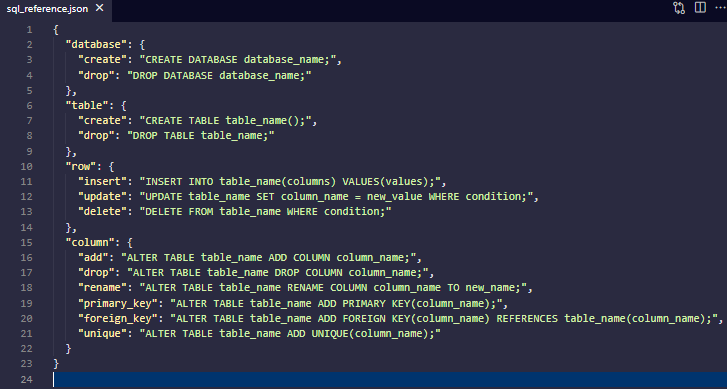 sql_reference.json
1 {
2   "database": {
3     "create": "CREATE DATABASE database_name;",
4     "drop": "DROP DATABASE database_name;"
5   },
6   "table": {
7     "create": "CREATE TABLE table_name();",
8     "drop": "DROP TABLE table_name;"
9   },
10   "row": {
11     "insert": "INSERT INTO table_name(columns) VALUES(values);",
12     "update": "UPDATE table_name SET column_name = new_value WHERE condition;",
13     "delete": "DELETE FROM table_name WHERE condition;"
14   },
15   "column": {
16     "add": "ALTER TABLE table_name ADD COLUMN column_name;",
17     "drop": "ALTER TABLE table_name DROP COLUMN column_name;",
18     "rename": "ALTER TABLE table_name RENAME COLUMN column_name TO new_name;",
19     "primary_key": "ALTER TABLE table_name ADD PRIMARY KEY(column_name);",
20     "foreign_key": "ALTER TABLE table_name ADD FOREIGN KEY(column_name) REFERENCES table_name(column_name);",
21     "unique": "ALTER TABLE table_name ADD UNIQUE(column_name);"
22   }
23 }
24